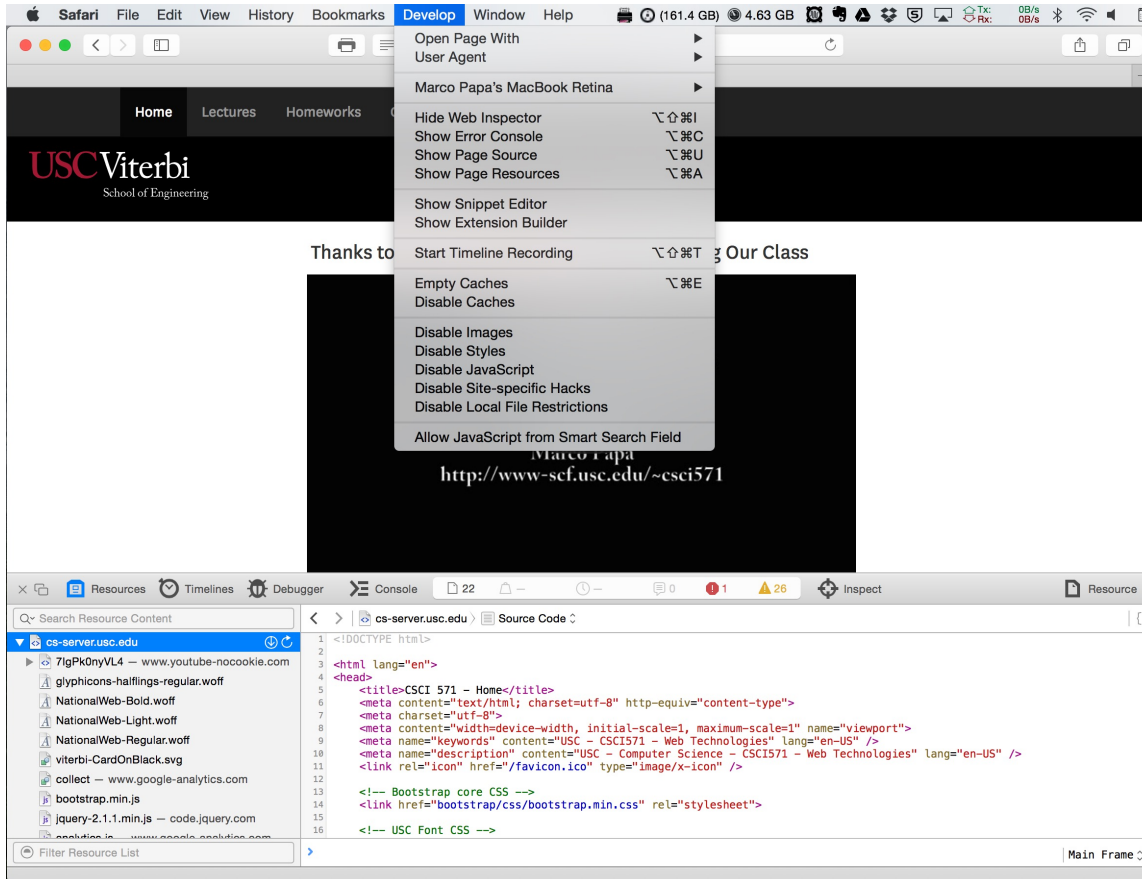 Safari File Edit View History Bookmarks Develop Window Help (161.4 GB) 4.63 GB Tx: 0B/s
Rx: 0B/s
Open Page With
User Agent
Marco Papa's MacBook Retina
Hide Web Inspector ⌥⇧⌘I
Show Error Console ⌥⌘C
Show Page Source ⌥⌘U
Show Page Resources ⌥⌘A
Show Snippet Editor
Show Extension Builder
Start Timeline Recording ⌥⇧⌘T
Empty Caches ⌥⌘E
Disable Caches
Disable Images
Disable Styles
Disable JavaScript
Disable Site-specific Hacks
Disable Local File Restrictions
Allow JavaScript from Smart Search Field
Home Lectures Homeworks
USC Viterbi
School of Engineering
Thanks to
g Our Class
Marco Papa
http://www-scf.usc.edu/~csci571
Resources Timelines Debugger Console 22 – – 0 1 26 Inspect Resource
Search Resource Content
cs-server.usc.edu Source Code
cs-server.usc.edu
7IgPk0nyVL4 — www.youtube-nocookie.com
glyphicons-halflings-regular.woff
NationalWeb-Bold.woff
NationalWeb-Light.woff
NationalWeb-Regular.woff
viterbi-CardOnBlack.svg
collect — www.google-analytics.com
bootstrap.min.js
jquery-2.1.1.min.js — code.jquery.com
analytics.js — www.google-analytics.com
Filter Resource List
1 <!DOCTYPE html>
2
3 <html lang="en">
4 <head>
5 <title>CSCI 571 – Home</title>
6 <meta content="text/html; charset=utf-8" http-equiv="content-type">
7 <meta charset="utf-8">
8 <meta content="width=device-width, initial-scale=1, maximum-scale=1" name="viewport">
9 <meta name="keywords" content="USC – CSCI571 – Web Technologies" lang="en-US" />
10 <meta name="description" content="USC – Computer Science – CSCI571 – Web Technologies" lang="en-US" />
11 <link rel="icon" href="/favicon.ico" type="image/x-icon" />
12
13 <!-- Bootstrap core CSS -->
14 <link href="bootstrap/css/bootstrap.min.css" rel="stylesheet">
15
16 <!-- USC Font CSS -->
Main Frame